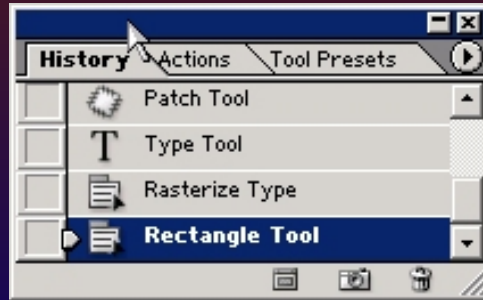 History Actions Tool Presets
Patch Tool
T Type Tool
Rasterize Type
Rectangle Tool